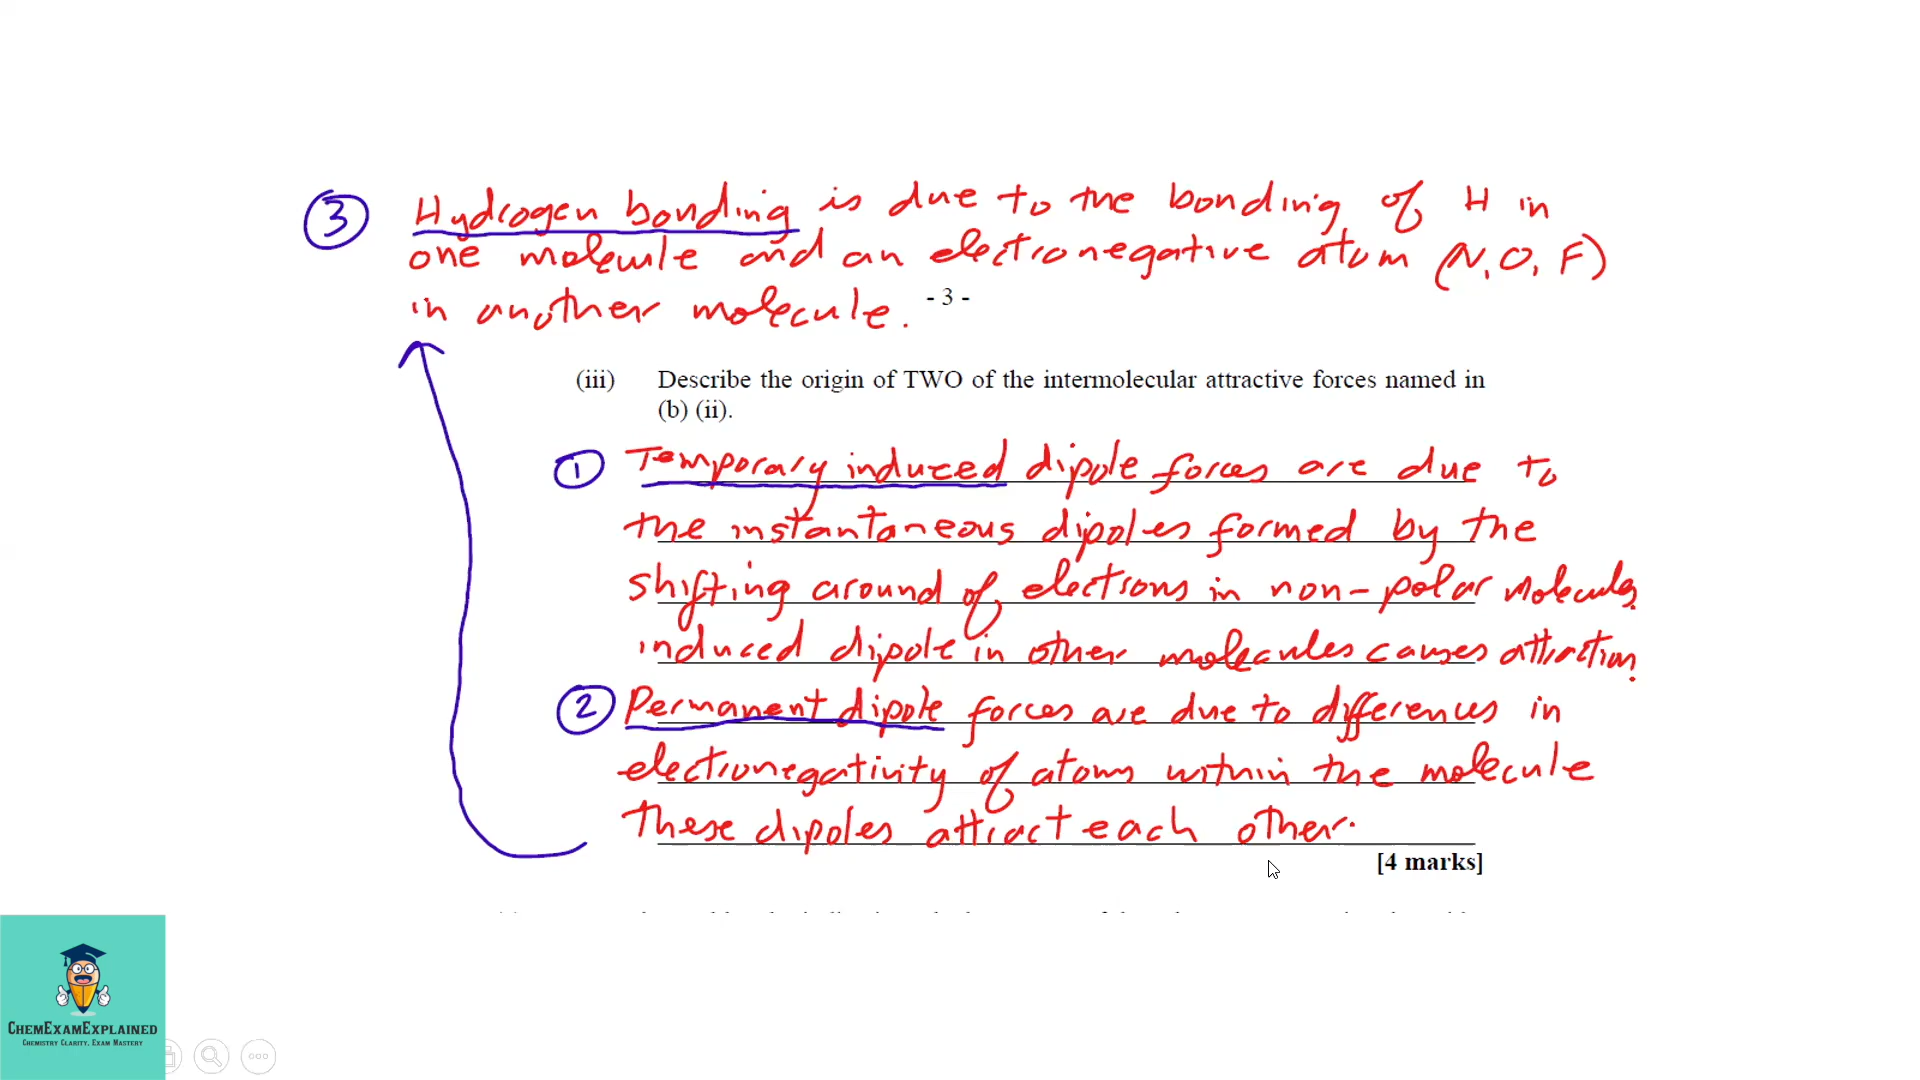 3 Hydrogen bonding is due to the bonding of H in
one molecule and an electronegative atom (N, O, F)
in another molecule.
- 3 -
(iii) Describe the origin of TWO of the intermolecular attractive forces named in
(b) (ii).
1 Temporary induced dipole forces are due to
the instantaneous dipoles formed by the
shifting around of electrons in non-polar molecules.
induced dipole in other molecules causes attraction.
2 Permanent dipole forces are due to differences in
electronegativity of atoms within the molecule
These dipoles attract each other.
[4 marks]
CHEMEXAMEXPLAINED
CHEMISTRY CLARITY, EXAM MASTERY